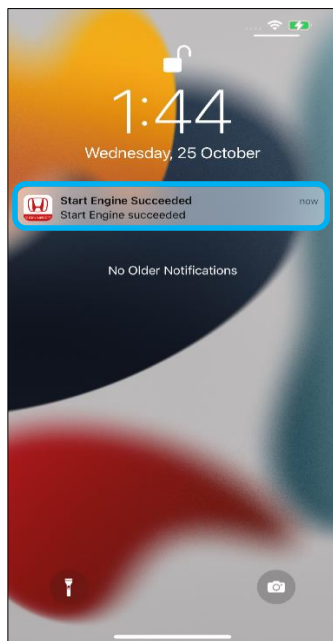 1:44
Wednesday, 25 October
Start Engine Succeeded
now
Start Engine succeeded
No Older Notifications